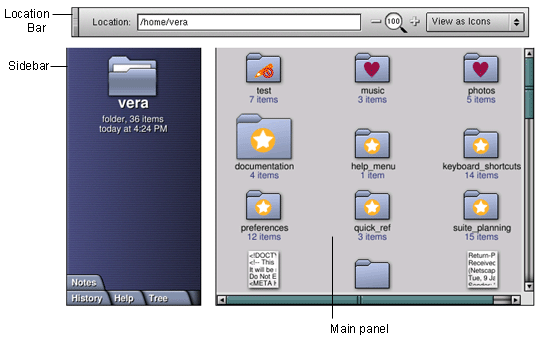 Location
Bar
Location: /home/vera 100 View as Icons
Sidebar
vera
folder, 36 items
today at 4:24 PM
test music photos
7 items 3 items 5 items
documentation help_menu keyboard_shortcuts
4 items 1 item 14 items
preferences quick_ref suite_planning
12 items 3 items 15 items
<!DOCT Return-P
<!-- This Received
It will be (Netscap
Do Not E Tue, 9 Ja
<META H
Notes
History Help Tree
Main panel